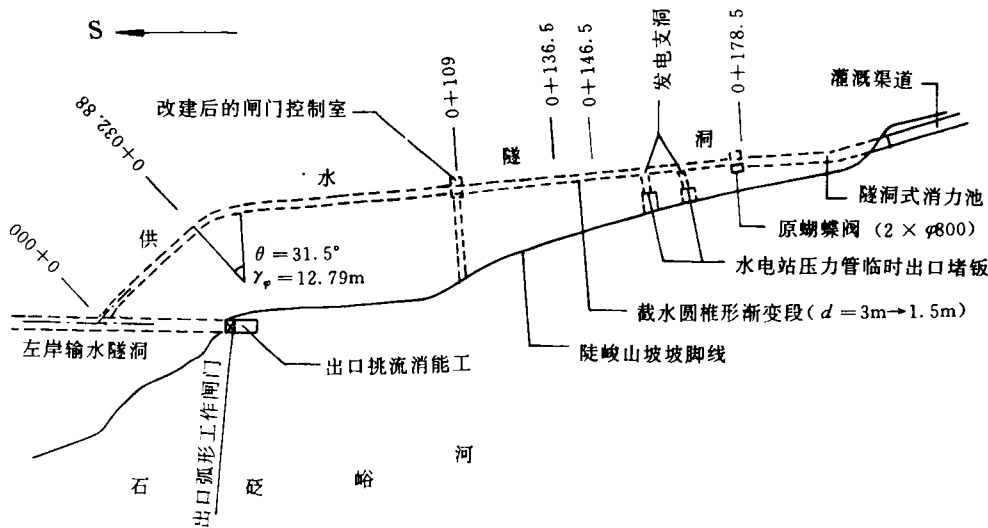 S
改建后的闸门控制室
0+109
0+136.5
0+146.5
发电支洞
0+178.5
灌溉渠道
0+032.88
0+000
供水隧洞
θ=31.5°
γφ=12.79m
隧洞式消力池
原蝴蝶阀（2×φ800）
水电站压力管临时出口堵钣
截水圆椎形渐变段（d=3m→1.5m）
陡峻山坡坡脚线
左岸输水隧洞
出口挑流消能工
出口弧形工作闸门
石砭峪河